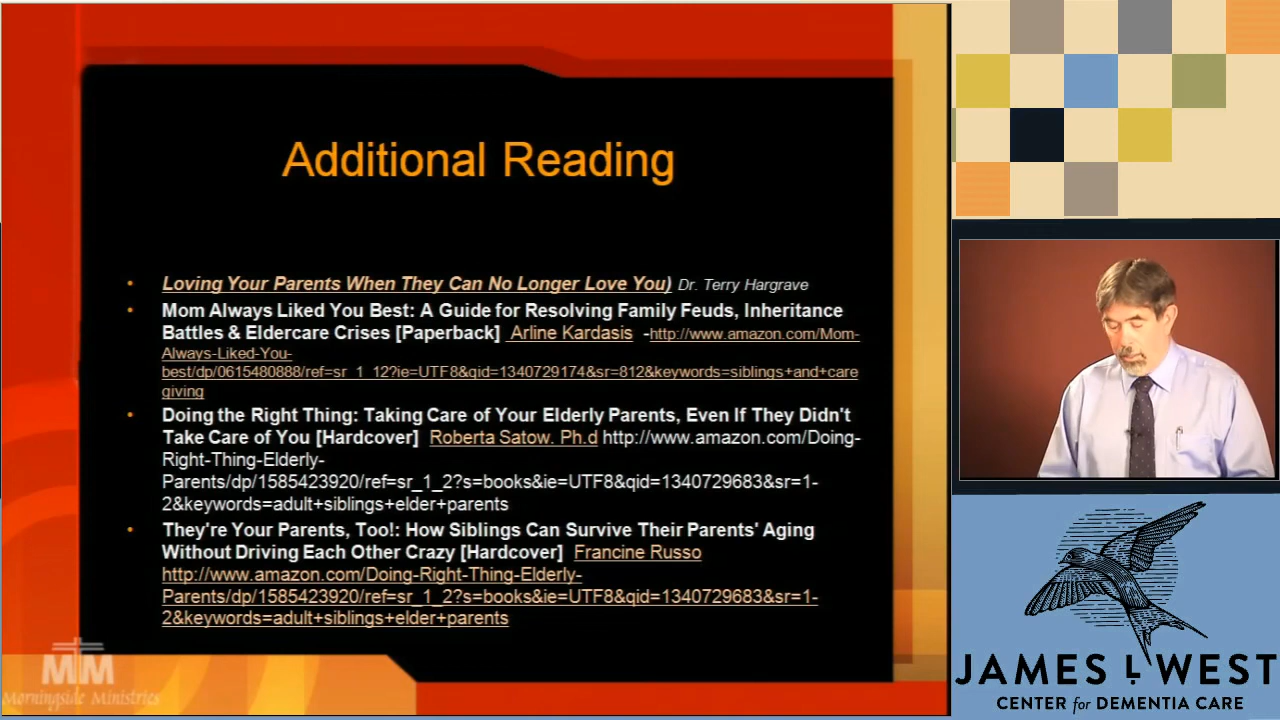 Additional Reading
• Loving Your Parents When They Can No Longer Love You) Dr. Terry Hargrave
• Mom Always Liked You Best: A Guide for Resolving Family Feuds, Inheritance
Battles & Eldercare Crises [Paperback] Arline Kardasis -http://www.amazon.com/Mom-
Always-Liked-You-
best/dp/0615480888/ref=sr_1_12?ie=UTF8&qid=1340729174&sr=812&keywords=siblings+and+care
giving
• Doing the Right Thing: Taking Care of Your Elderly Parents, Even If They Didn't
Take Care of You [Hardcover] Roberta Satow. Ph.d http://www.amazon.com/Doing-
Right-Thing-Elderly-
Parents/dp/1585423920/ref=sr_1_2?s=books&ie=UTF8&qid=1340729683&sr=1-
2&keywords=adult+siblings+elder+parents
• They're Your Parents, Too!: How Siblings Can Survive Their Parents' Aging
Without Driving Each Other Crazy [Hardcover] Francine Russo
http://www.amazon.com/Doing-Right-Thing-Elderly-
Parents/dp/1585423920/ref=sr_1_2?s=books&ie=UTF8&qid=1340729683&sr=1-
2&keywords=adult+siblings+elder+parents
MM
Morningside Ministries
JAMES L WEST
CENTER for DEMENTIA CARE